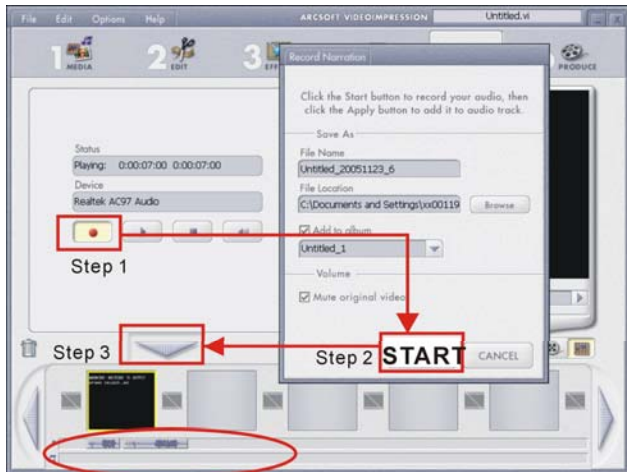 File Edit Options Help ARCSOFT VIDEOIMPRESSION Untitled.vi
1 MEDIA 2 EDIT 3 PRODUCE
Record Narration
Click the Start button to record your audio, then
click the Apply button to add it to audio track.
Save As
File Name
Untitled_20051123_6
File Location
C:\Documents and Settings\xx00119 Browse
Add to album
Untitled_1
Volume
Mute original video
Status
Playing: 0:00:07:00 0:00:07:00
Device
Realtek AC97 Audio
Step 1
Step 3
Step 2 START CANCEL